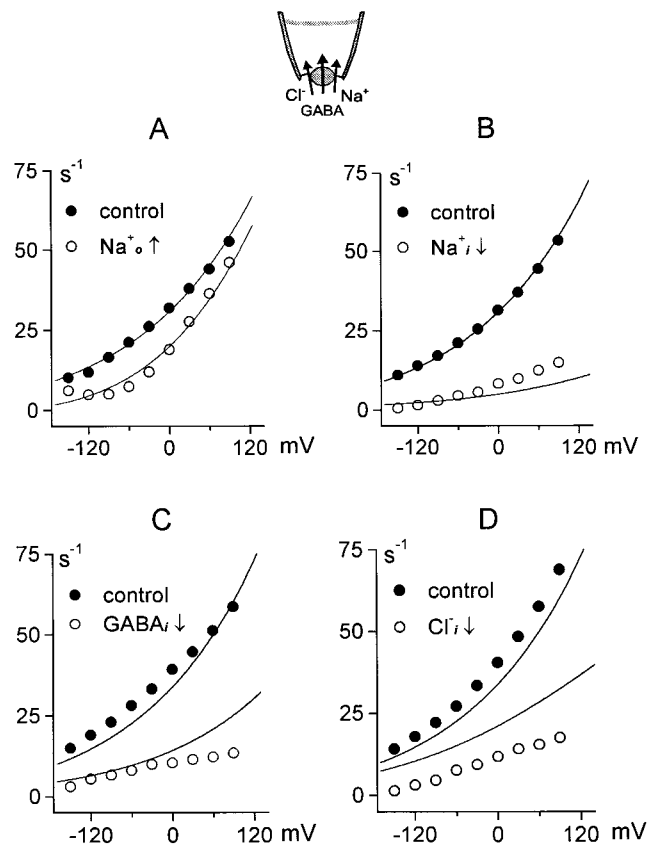 Cl⁻ Na⁺
GABA
A
75 s⁻¹
● control
○ Na⁺ₒ ↑
50
25
0
-120 0 120 mV
B
75 s⁻¹
● control
○ Na⁺ᵢ ↓
50
25
0
-120 0 120 mV
C
75 s⁻¹
● control
○ GABAᵢ ↓
50
25
0
-120 0 120 mV
D
75 s⁻¹
● control
○ Cl⁻ᵢ ↓
50
25
0
-120 0 120 mV